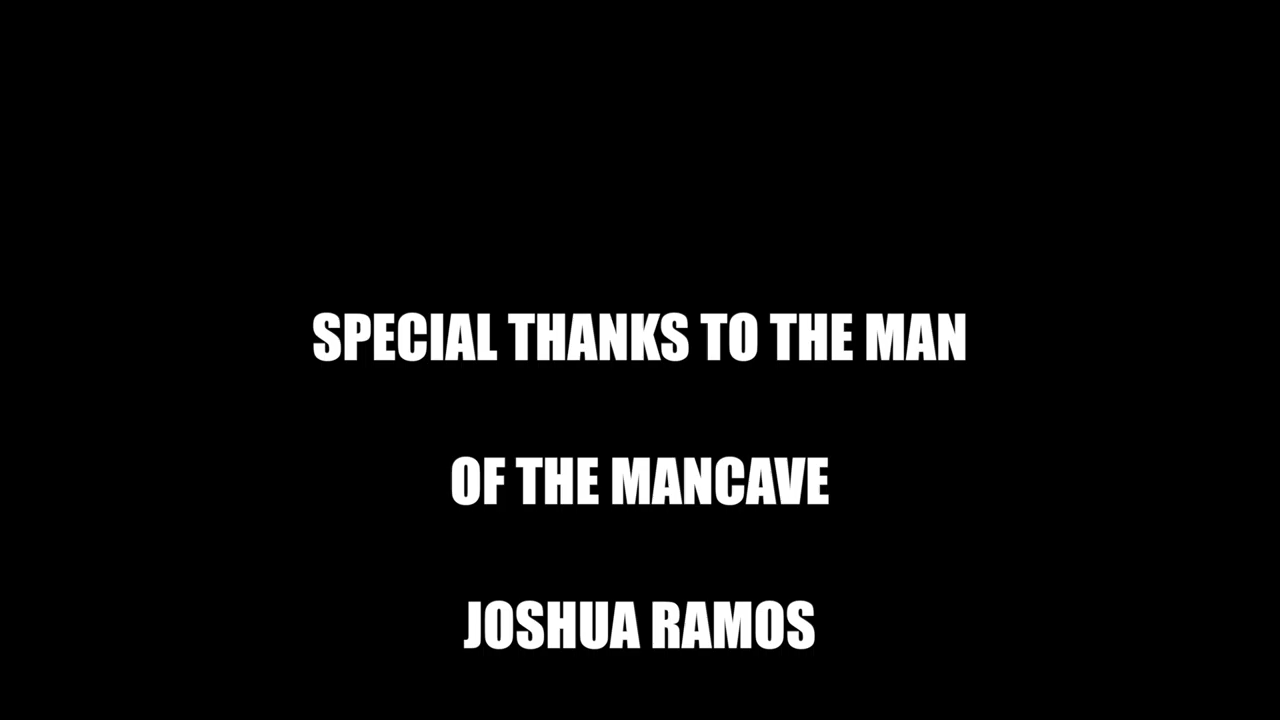 SPECIAL THANKS TO THE MAN
OF THE MANCAVE
JOSHUA RAMOS